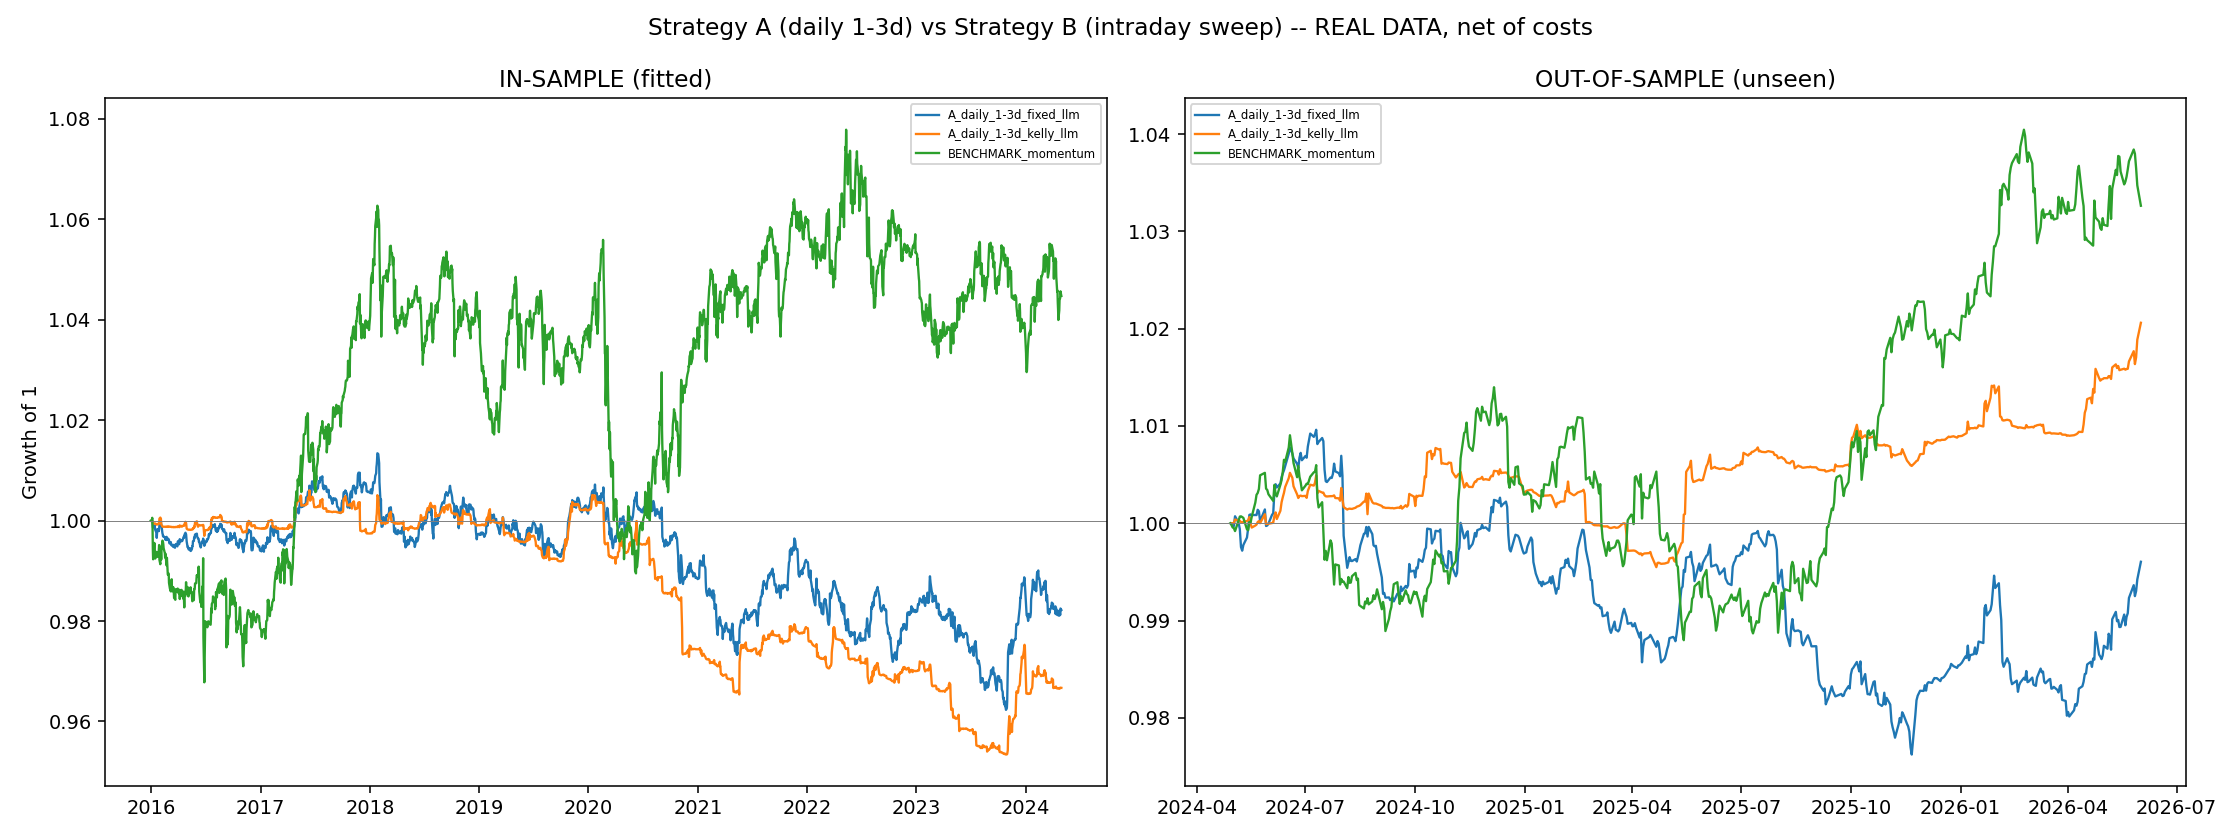 Strategy A (daily 1-3d) vs Strategy B (intraday sweep) -- REAL DATA, net of costs
IN-SAMPLE (fitted)
A_daily_1-3d_fixed_llm
A_daily_1-3d_kelly_llm
BENCHMARK_momentum
Growth of 1
1.08
1.06
1.04
1.02
1.00
0.98
0.96
2016 2017 2018 2019 2020 2021 2022 2023 2024
OUT-OF-SAMPLE (unseen)
A_daily_1-3d_fixed_llm
A_daily_1-3d_kelly_llm
BENCHMARK_momentum
1.04
1.03
1.02
1.01
1.00
0.99
0.98
2024-04 2024-07 2024-10 2025-01 2025-04 2025-07 2025-10 2026-01 2026-04 2026-07